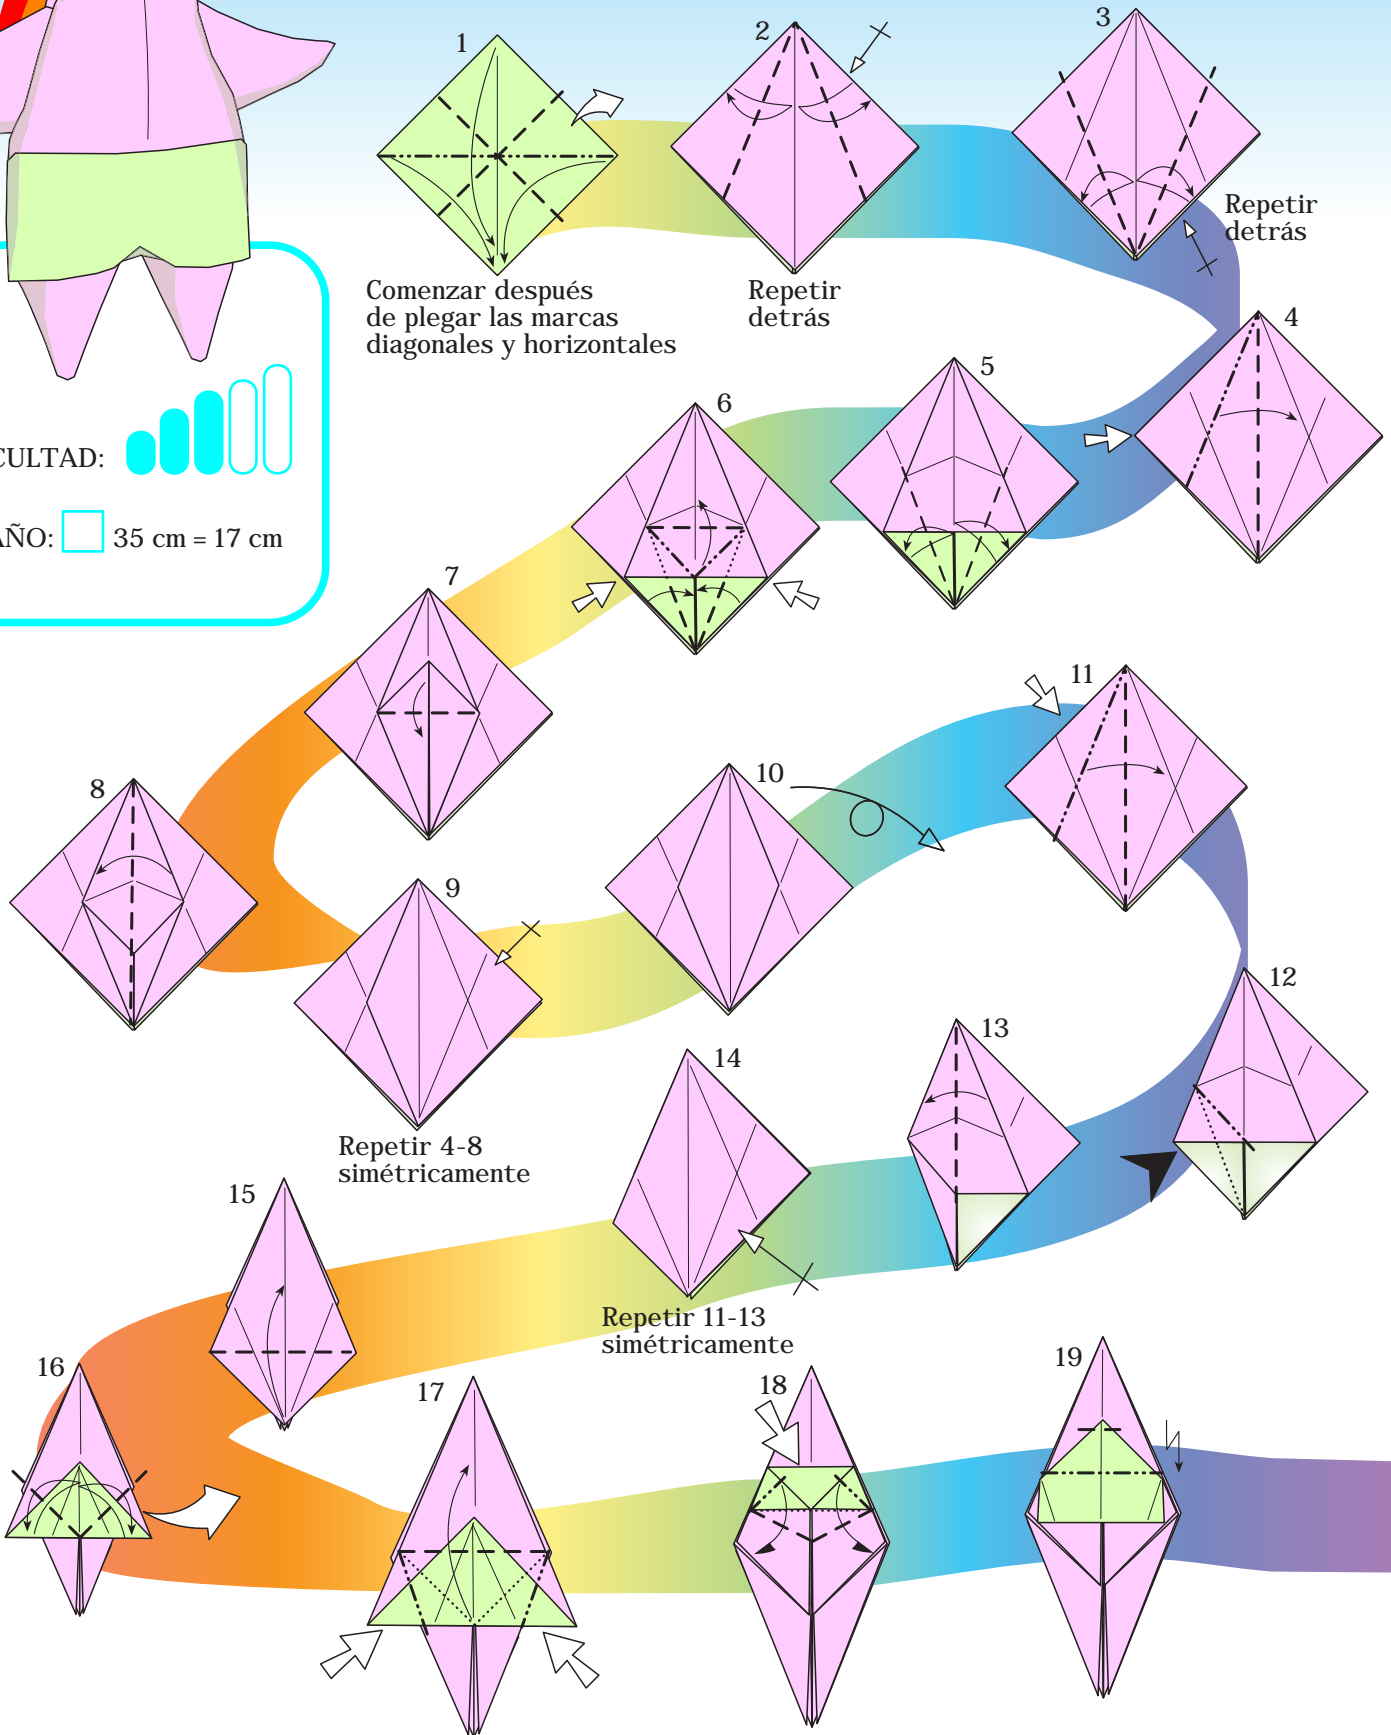 1
Comenzar después
de plegar las marcas
diagonales y horizontales
2
Repetir
detrás
3
Repetir
detrás
4
5
6
CULTAD:
AÑO: 35 cm = 17 cm
7
8
9
Repetir 4-8
simétricamente
10
11
12
13
14
Repetir 11-13
simétricamente
15
16
17
18
19